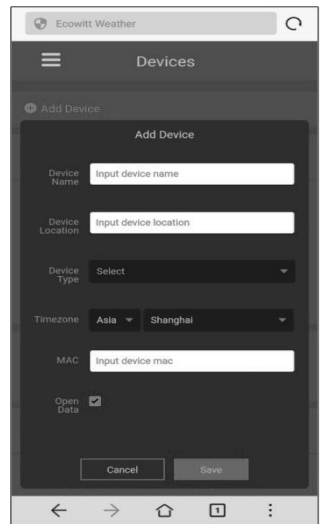 Ecowitt Weather
Devices
Add Device
Add Device
Device
Name
Input device name
Device
Location
Input device location
Device
Type
Select
Timezone
Asia
Shanghai
MAC
Input device mac
Open
Data
Cancel
Save
1